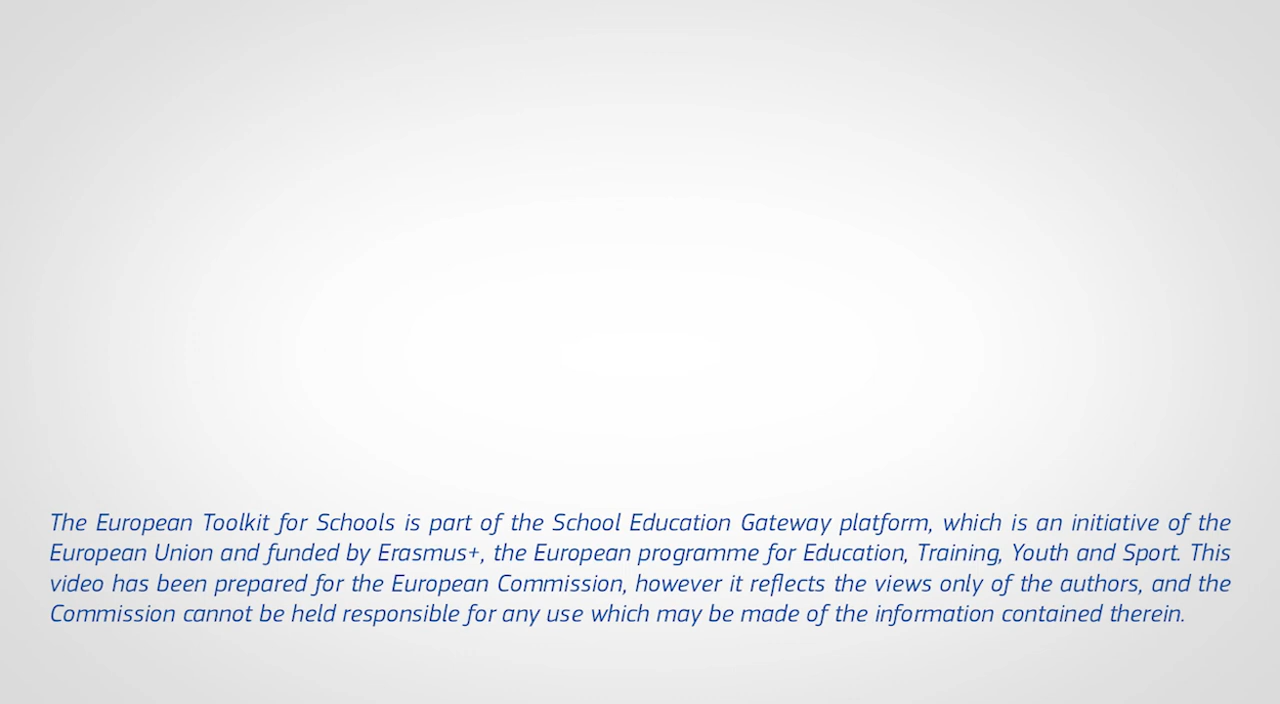 The European Toolkit for Schools is part of the School Education Gateway platform, which is an initiative of the
European Union and funded by Erasmus+, the European programme for Education, Training, Youth and Sport. This
video has been prepared for the European Commission, however it reflects the views only of the authors, and the
Commission cannot be held responsible for any use which may be made of the information contained therein.